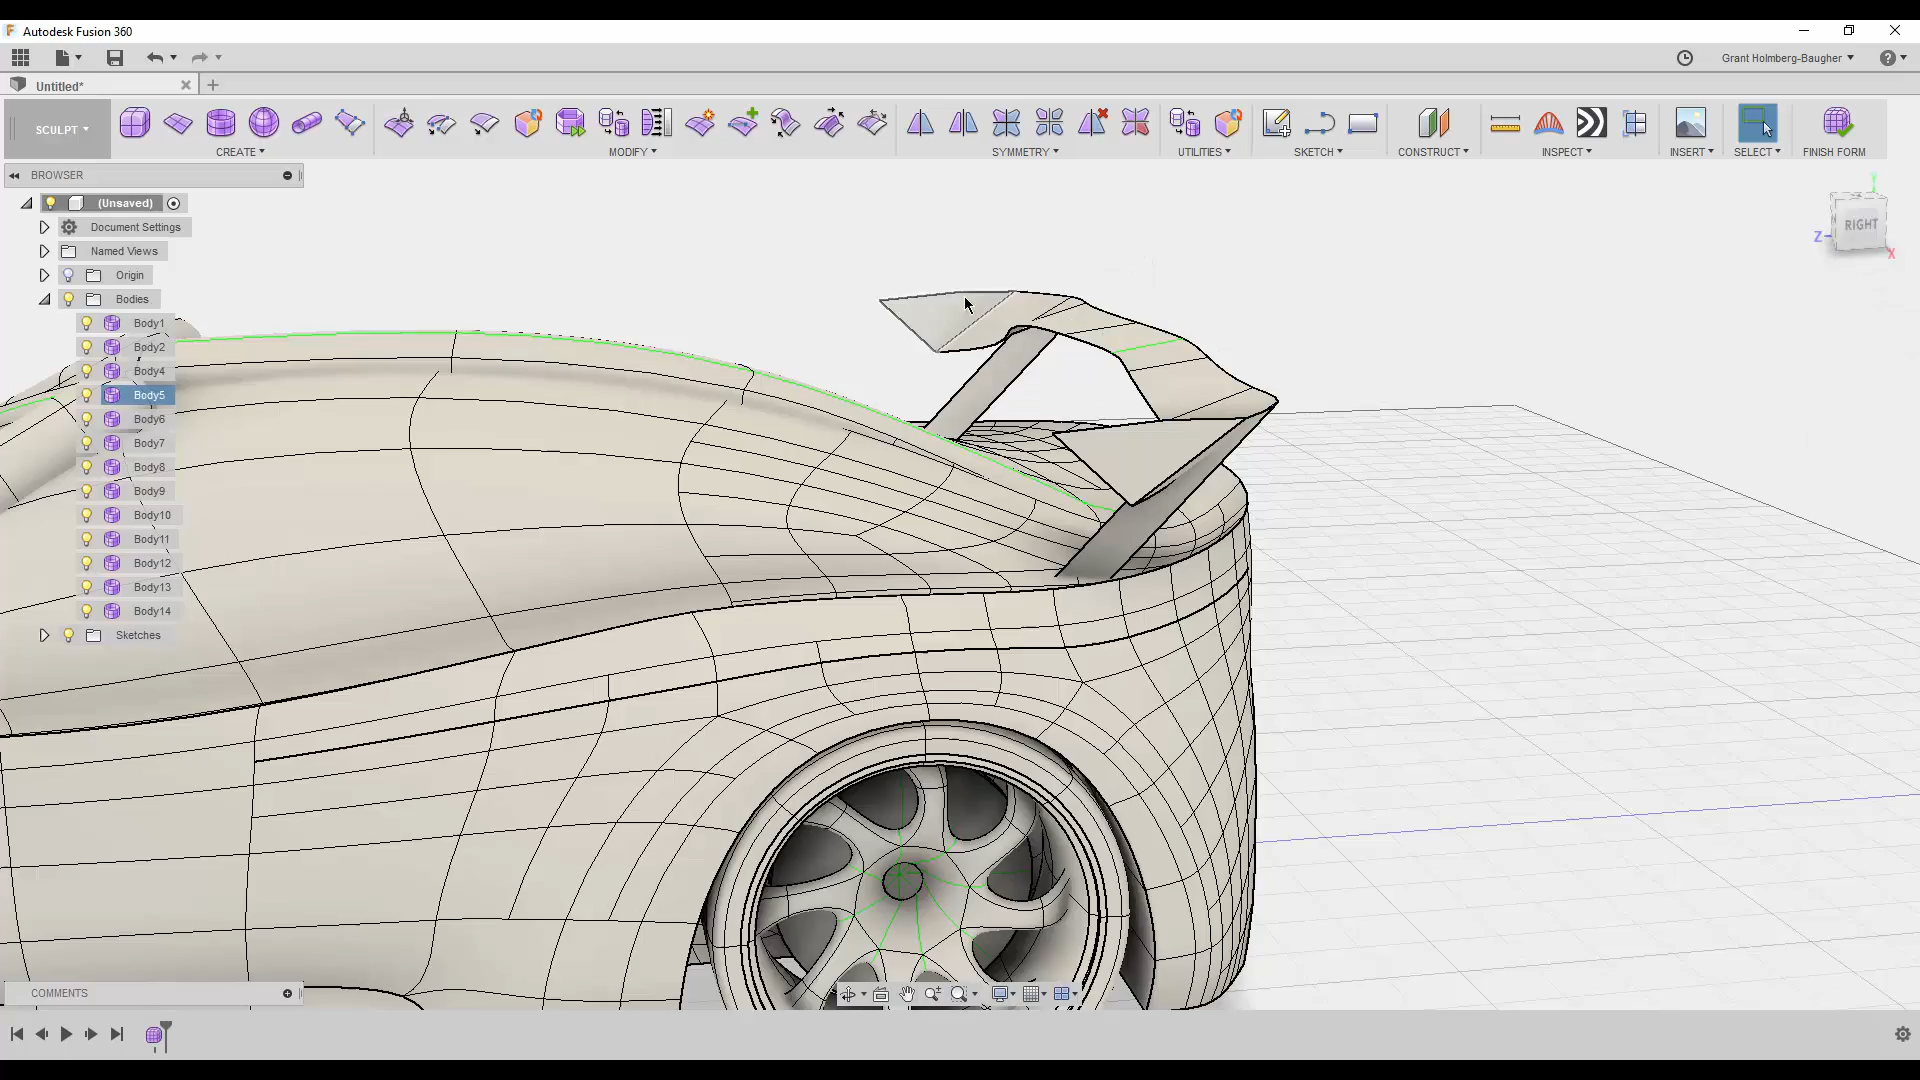 Autodesk Fusion 360
Grant Holmberg-Baugher
Untitled*
SCULPT
CREATE
MODIFY
SYMMETRY
UTILITIES
SKETCH
CONSTRUCT
INSPECT
INSERT
SELECT
FINISH FORM
BROWSER
(Unsaved)
Document Settings
Named Views
Origin
Bodies
Body1
Body2
Body4
Body5
Body6
Body7
Body8
Body9
Body10
Body11
Body12
Body13
Body14
Sketches
Y
RIGHT
Z
X
COMMENTS